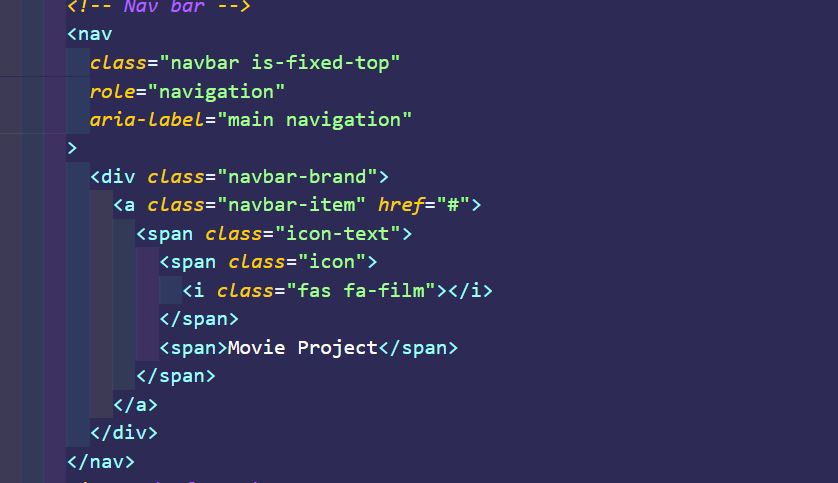 <!-- Nav bar -->
<nav
class="navbar is-fixed-top"
role="navigation"
aria-label="main navigation"
>
<div class="navbar-brand">
<a class="navbar-item" href="#">
<span class="icon-text">
<span class="icon">
<i class="fas fa-film"></i>
</span>
<span>Movie Project</span>
</span>
</a>
</div>
</nav>